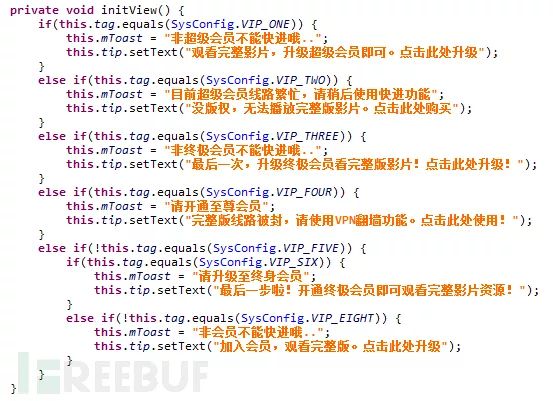 private void initView() {
    if(this.tag.equals(SysConfig.VIP_ONE)) {
        this.mToast = "非超级会员不能快进哦..";
        this.tip.setText("观看完整影片，升级超级会员即可。点击此处升级");
    }
    else if(this.tag.equals(SysConfig.VIP_TWO)) {
        this.mToast = "目前超级会员线路繁忙，请稍后使用快进功能";
        this.tip.setText("没版权，无法播放完整版影片。点击此处购买");
    }
    else if(this.tag.equals(SysConfig.VIP_THREE)) {
        this.mToast = "非终极会员不能快进哦..";
        this.tip.setText("最后一次，升级终极会员看完整版影片！点击此处升级！");
    }
    else if(this.tag.equals(SysConfig.VIP_FOUR)) {
        this.mToast = "请开通至尊会员";
        this.tip.setText("完整版线路被封，请使用VPN翻墙功能。点击此处使用！");
    }
    else if(!this.tag.equals(SysConfig.VIP_FIVE)) {
        if(this.tag.equals(SysConfig.VIP_SIX)) {
            this.mToast = "请升级至终身会员";
            this.tip.setText("最后一步啦！开通终极会员即可观看完整影片资源！");
        }
        else if(!this.tag.equals(SysConfig.VIP_EIGHT)) {
            this.mToast = "非会员不能快进哦..";
            this.tip.setText("加入会员，观看完整版。点击此处升级");
        }
    }
}
FREEBUF